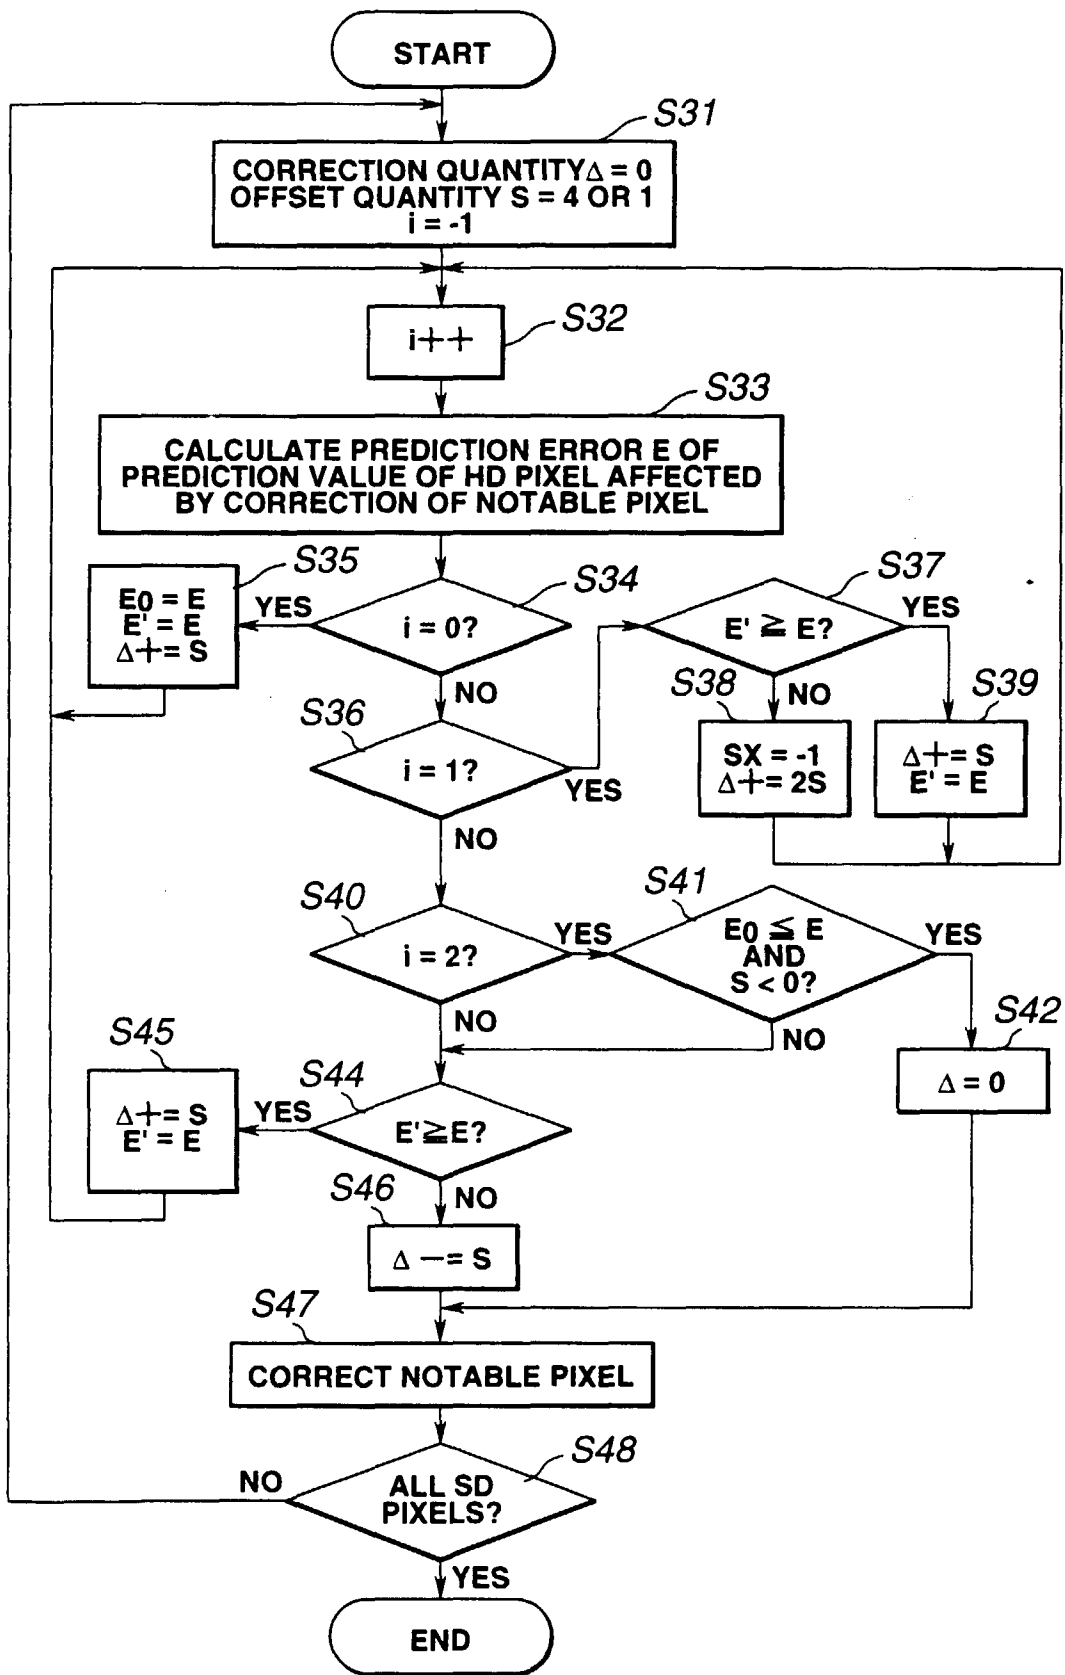 START
S31
CORRECTION QUANTITY Δ = 0
OFFSET QUANTITY S = 4 OR 1
i = -1
S32
i++
S33
CALCULATE PREDICTION ERROR E OF
PREDICTION VALUE OF HD PIXEL AFFECTED
BY CORRECTION OF NOTABLE PIXEL
S35
E0 = E
E' = E
Δ+= S
YES
S34
i = 0?
NO
S37
E' ≧ E?
YES
NO
S38
SX = -1
Δ+= 2S
S39
Δ+= S
E' = E
S36
i = 1?
YES
NO
S40
i = 2?
YES
NO
S41
E0 ≦ E
AND
S < 0?
YES
NO
S42
Δ = 0
S45
Δ+= S
E' = E
YES
S44
E'≧E?
NO
S46
Δ −= S
S47
CORRECT NOTABLE PIXEL
S48
ALL SD
PIXELS?
NO
YES
END